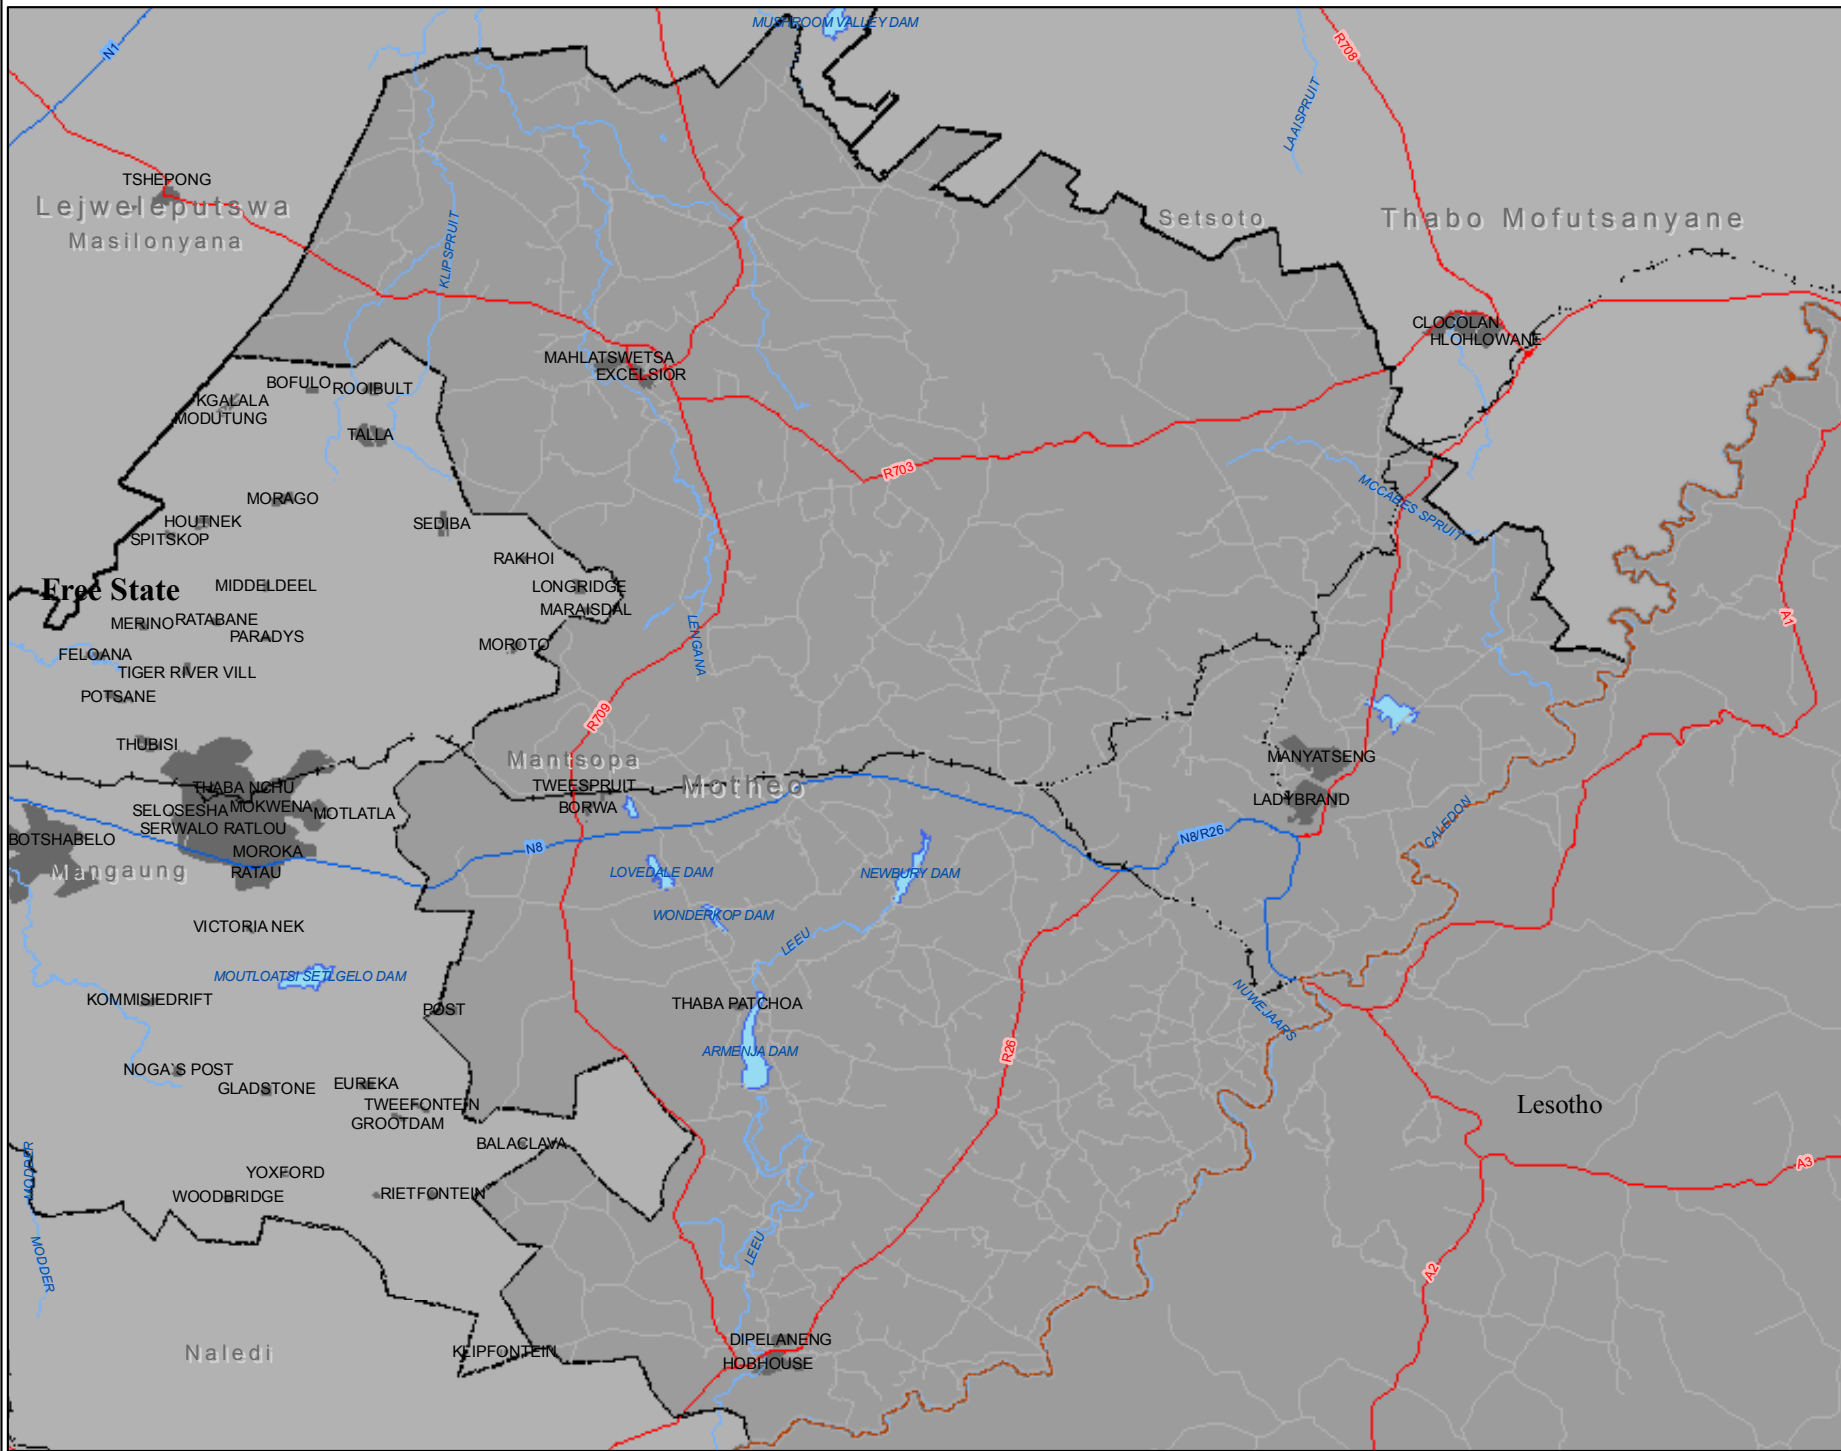 MUSHROOM VALLEY DAM
N1
R708
LAAISPRUIT
TSHEPONG
Lejweleputswa
Masilonyana
KLIPSPRUIT
Setsoto
Thabo Mofutsanyane
CLOCOLAN
HLOHLOWANE
MAHLATSWETSA
EXCELSIOR
BOFULO
ROOIBULT
KGALALA
MODUTUNG
TALLA
R703
MCCABES SPRUIT
MORAGO
HOUTNEK
SPITSKOP
SEDIBA
RAKHOI
Free State
MIDDELDEEL
LONGRIDGE
MARAISDAL
MERINO
RATABANE
PARADYS
MOROTO
LENGANA
A1
FELOANA
TIGER RIVER VILL
POTSANE
R709
THUBISI
Mantsopa
MANYATSENG
THABA NCHU
TWEESPRUIT
Motheo
SELOSESHA
MOKWENA
MOTLATLA
BORWA
LADYBRAND
SERWALO RATLOU
BOTSHABELO
N8
N8/R26
CALEDON
MOROKA
Mangaung
RATAU
LOVEDALE DAM
NEWBURY DAM
WONDERKOP DAM
VICTORIA NEK
LEEU
MOUTLOATSI SETLGELO DAM
KOMMISIEDRIFT
POST
THABA PATCHOA
NUWEJAARS
ARMENJA DAM
R26
NOGA'S POST
GLADSTONE
EUREKA
TWEEFONTEIN
GROOTDAM
Lesotho
BALACLAVA
MODDER
YOXFORD
WOODBRIDGE
RIETFONTEIN
A3
MODDER
LEEU
A2
Naledi
KLIPFONTEIN
DIPELANENG
HOBHOUSE